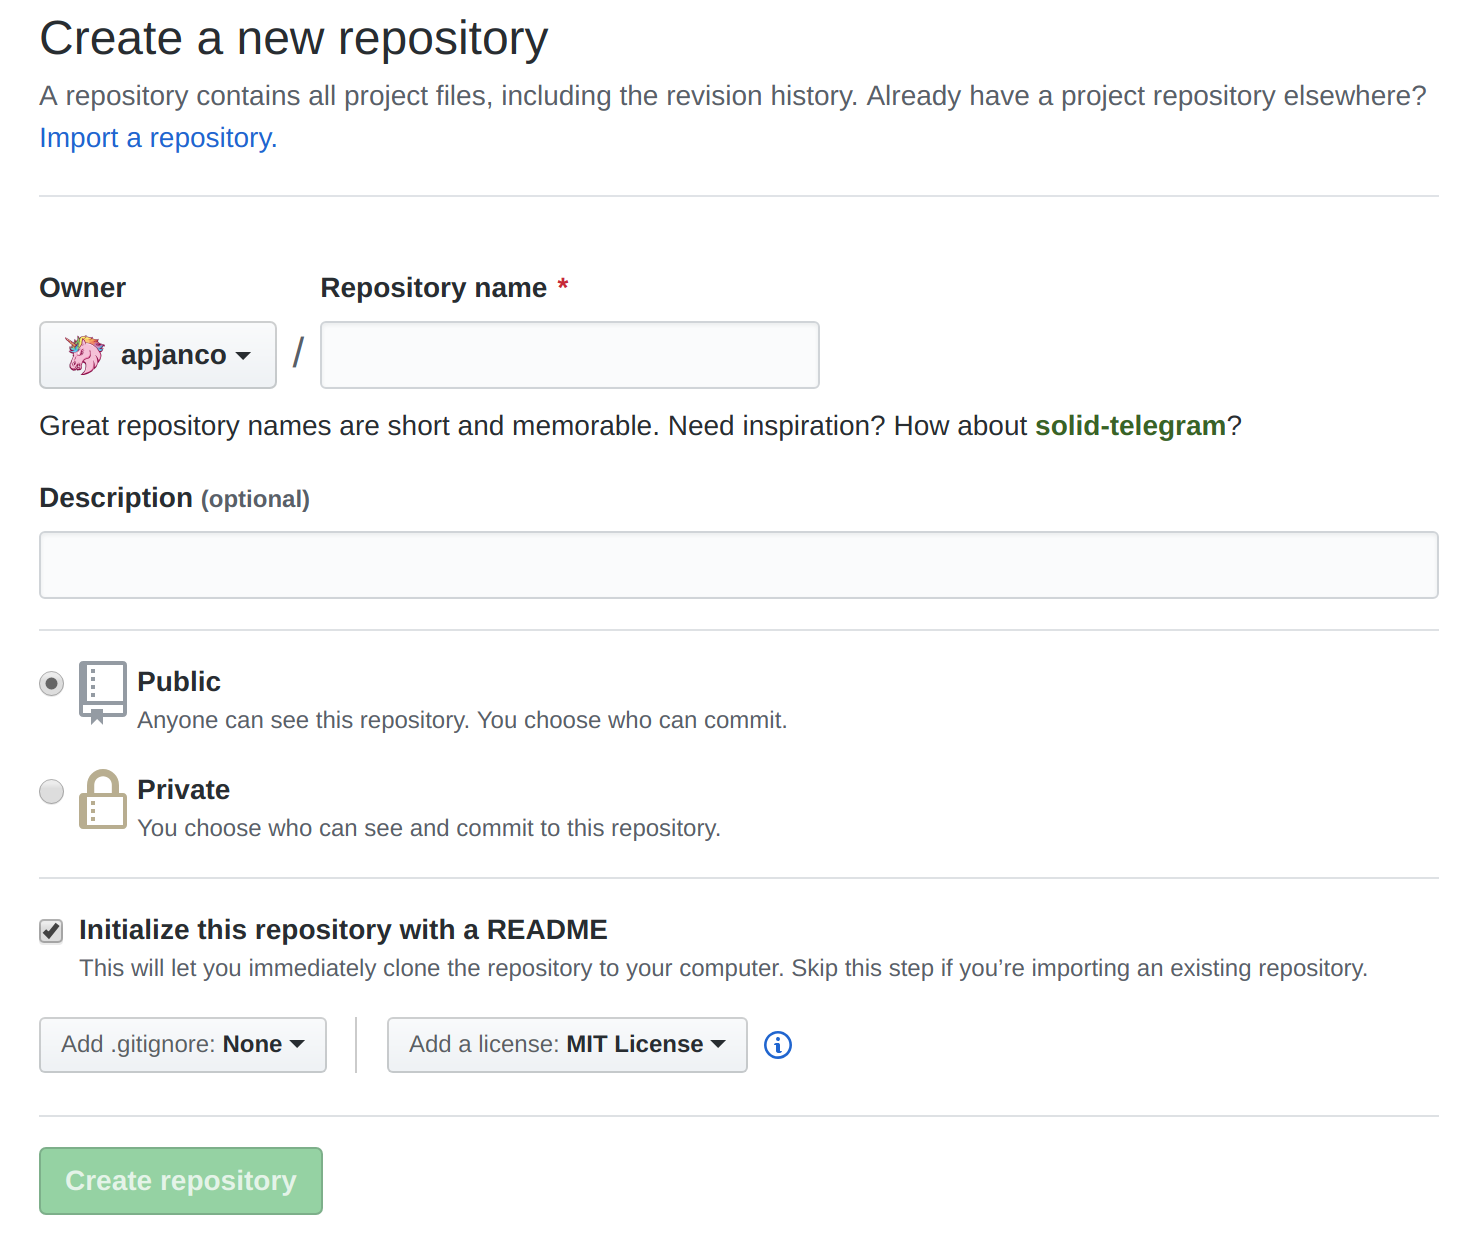 Create a new repository
A repository contains all project files, including the revision history. Already have a project repository elsewhere?
Import a repository.
Owner
Repository name *
apjanco
/
Great repository names are short and memorable. Need inspiration? How about solid-telegram?
Description (optional)
Public
Anyone can see this repository. You choose who can commit.
Private
You choose who can see and commit to this repository.
Initialize this repository with a README
This will let you immediately clone the repository to your computer. Skip this step if you’re importing an existing repository.
Add .gitignore: None
Add a license: MIT License
Create repository